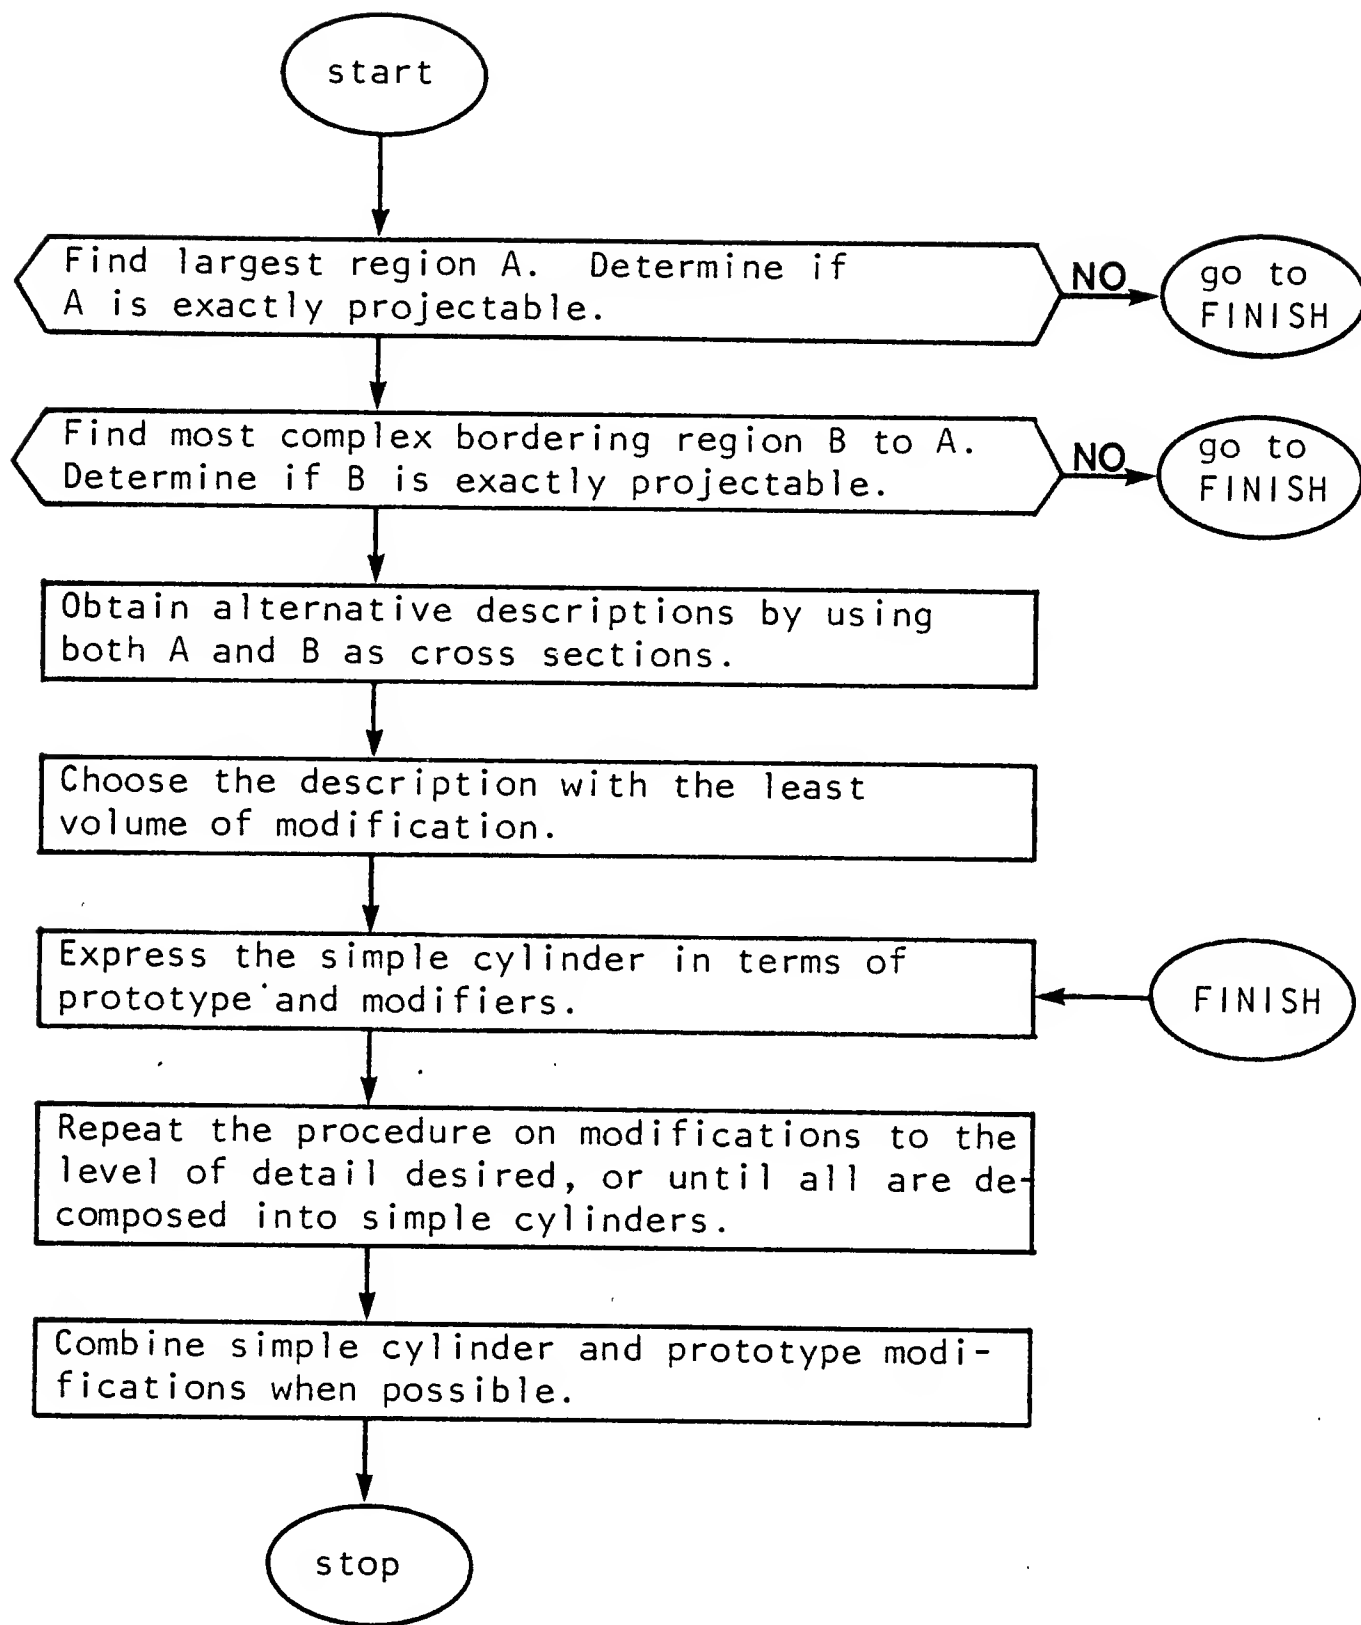 start
Find largest region A. Determine if
A is exactly projectable.
NO
go to
FINISH
Find most complex bordering region B to A.
Determine if B is exactly projectable.
NO
go to
FINISH
Obtain alternative descriptions by using
both A and B as cross sections.
Choose the description with the least
volume of modification.
Express the simple cylinder in terms of
prototype and modifiers.
FINISH
Repeat the procedure on modifications to the
level of detail desired, or until all are de-
composed into simple cylinders.
Combine simple cylinder and prototype modi-
fications when possible.
stop